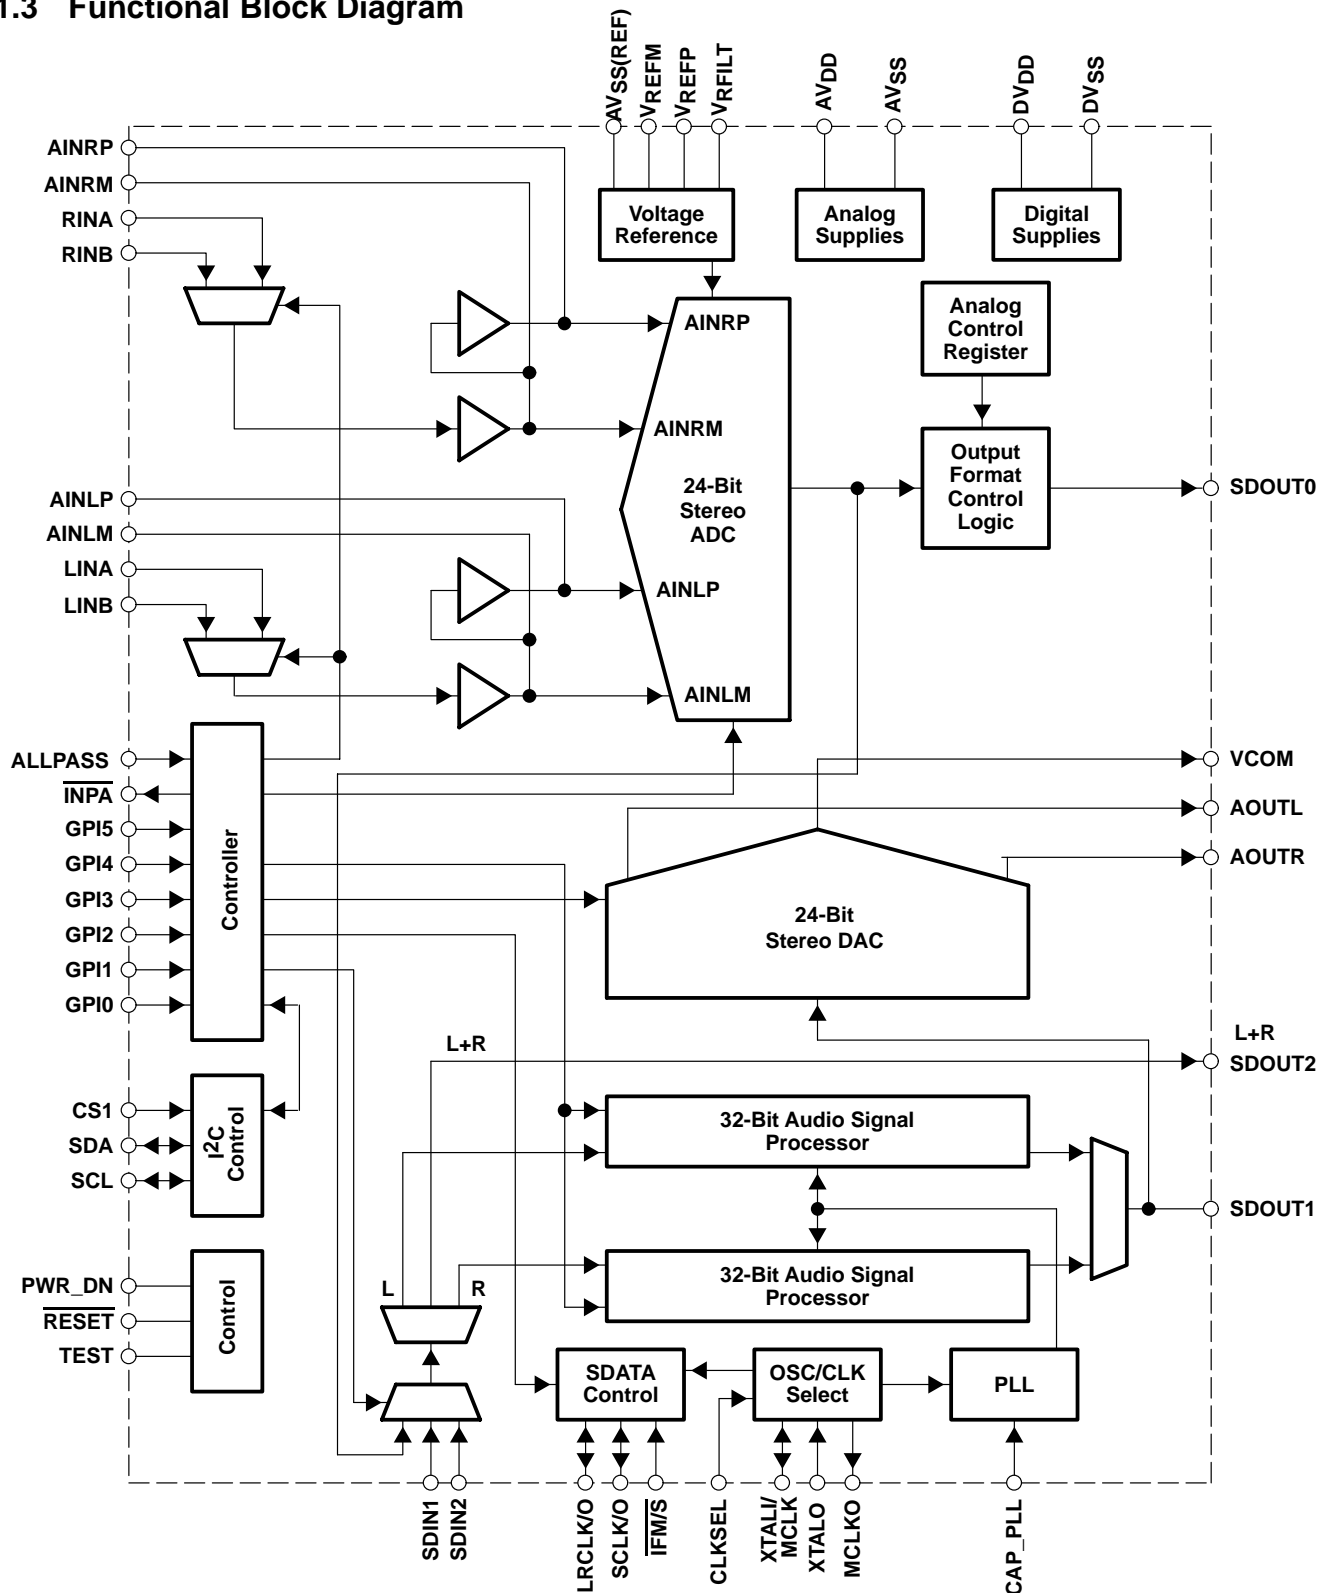 1.3 Functional Block Diagram
AVSS(REF)
VREFM
VREFP
VRFILT
AVDD
AVSS
DVDD
DVSS
AINRP
AINRM
RINA
RINB
Voltage
Reference
Analog
Supplies
Digital
Supplies
AINRP
Analog
Control
Register
AINRM
24-Bit
Stereo
ADC
Output
Format
Control
Logic
SDOUT0
AINLP
AINLM
LINA
LINB
AINLP
AINLM
ALLPASS
INPA
GPI5
GPI4
GPI3
GPI2
GPI1
GPI0
Controller
VCOM
AOUTL
AOUTR
24-Bit
Stereo DAC
L+R
L+R
SDOUT2
CS1
SDA
SCL
I2C
Control
32-Bit Audio Signal
Processor
SDOUT1
PWR_DN
RESET
TEST
Control
L
R
32-Bit Audio Signal
Processor
SDATA
Control
OSC/CLK
Select
PLL
SDIN1
SDIN2
LRCLK/O
SCLK/O
IFM/S
CLKSEL
XTALI/
MCLK
XTALO
MCLKO
CAP_PLL